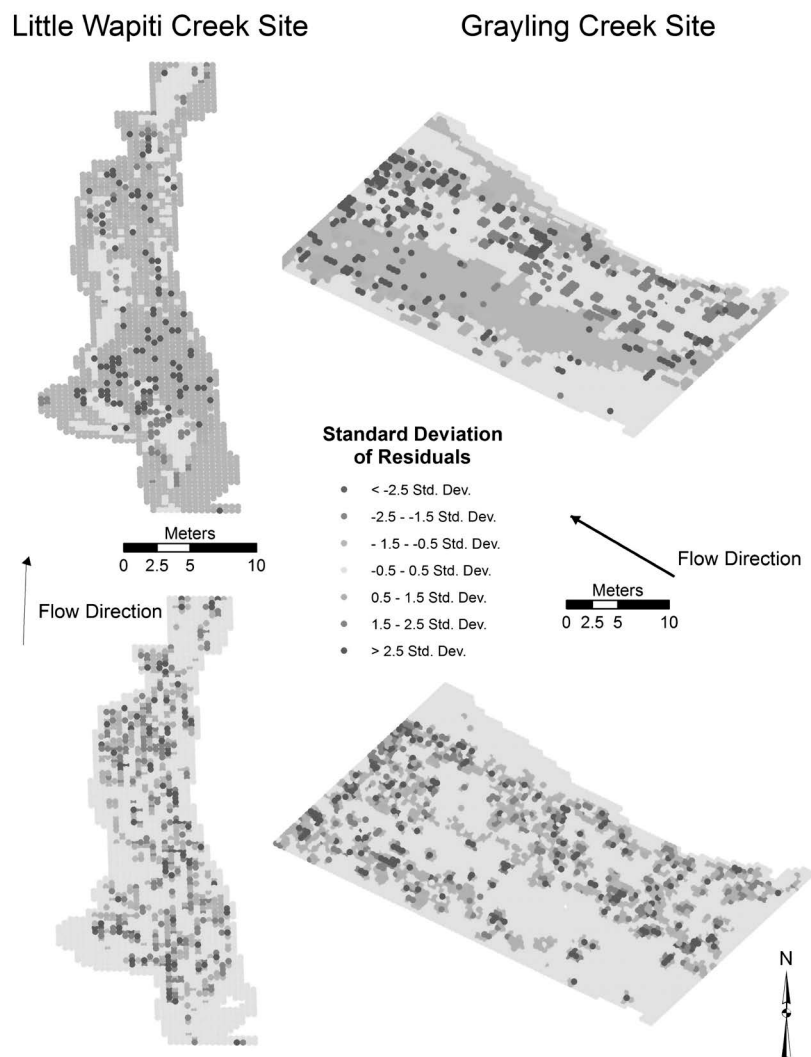 Little Wapiti Creek Site
Grayling Creek Site
Standard Deviation
of Residuals
< -2.5 Std. Dev.
-2.5 - -1.5 Std. Dev.
- 1.5 - -0.5 Std. Dev.
-0.5 - 0.5 Std. Dev.
0.5 - 1.5 Std. Dev.
1.5 - 2.5 Std. Dev.
> 2.5 Std. Dev.
Meters
0 2.5 5 10
Flow Direction
Flow Direction
Meters
0 2.5 5 10
N